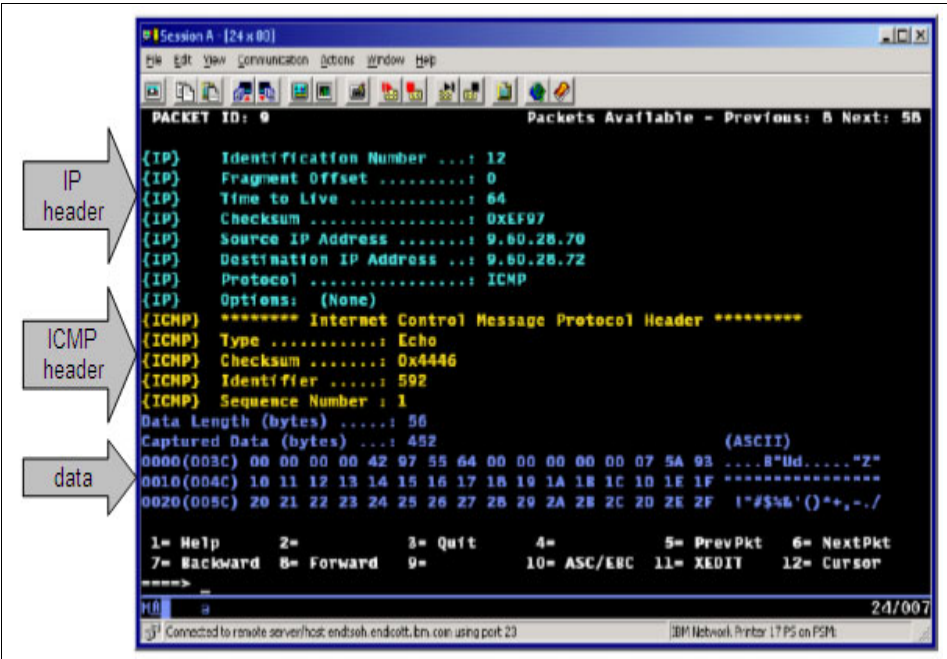 Session A - [24 x 80]
File Edit View Communication Actions Window Help
PACKET ID: 9 Packets Available - Previous: 8 Next: 58
IP header
{IP} Identification Number ...: 12
{IP} Fragment Offset ..........: 0
{IP} Time to Live .............: 64
{IP} Checksum .................: 0XEF97
{IP} Source IP Address .......: 9.60.28.70
{IP} Destination IP Address ..: 9.60.28.72
{IP} Protocol ................: ICMP
{IP} Options: (None)
ICMP header
{ICMP} ******** Internet Control Message Protocol Header *********
{ICMP} Type ...........: Echo
{ICMP} Checksum .......: 0x4446
{ICMP} Identifier .....: 592
{ICMP} Sequence Number : 1
data
Data Length (bytes) .....: 56
Captured Data (bytes) ...: 452 (ASCII)
0000(003C) 00 00 00 00 42 97 55 64 00 00 00 00 00 07 5A 93 ....B"Ud....."Z"
0010(004C) 10 11 12 13 14 15 16 17 18 19 1A 1B 1C 1D 1E 1F """"""""""""""""
0020(005C) 20 21 22 23 24 25 26 27 28 29 2A 2B 2C 2D 2E 2F !"#$%&'()*+,-./
1= Help 2= 3= Quit 4= 5= PrevPkt 6= NextPkt
7= Backward 8= Forward 9= 10= ASC/EBC 11= XEDIT 12= Cursor
====> _
MA a 24/007
Connected to remote server/host endtsoh.endicott.ibm.com using port 23 IBM Network Printer 17 PS on PSM: